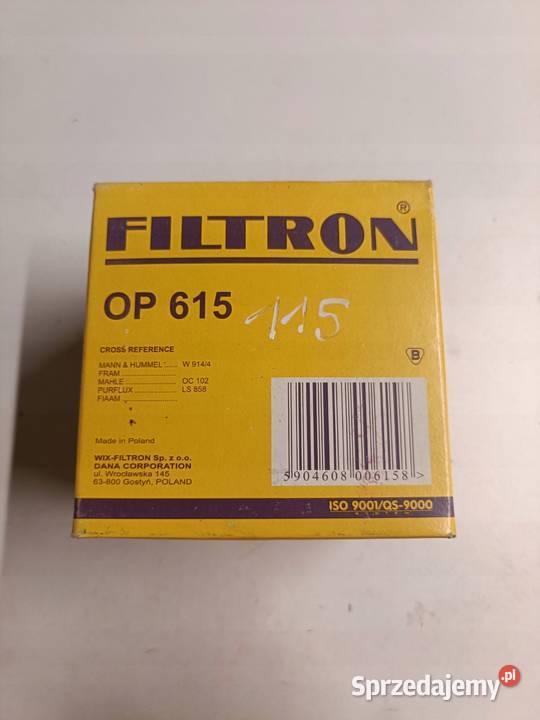 FILTRON®
OP 615 115
CROSS REFERENCE
MANN & HUMMEL ...... W 914/4
FRAM ....................
MAHLE .................. OC 102
PURFLUX ............... LS 858
FIAAM ....................
Made in Poland
B
WIX-FILTRON Sp. z o.o.
DANA CORPORATION
ul. Wrocławska 145
63-800 Gostyń, POLAND
5904608 006158 >
ISO 9001/QS-9000
Sprzedajemy.pl